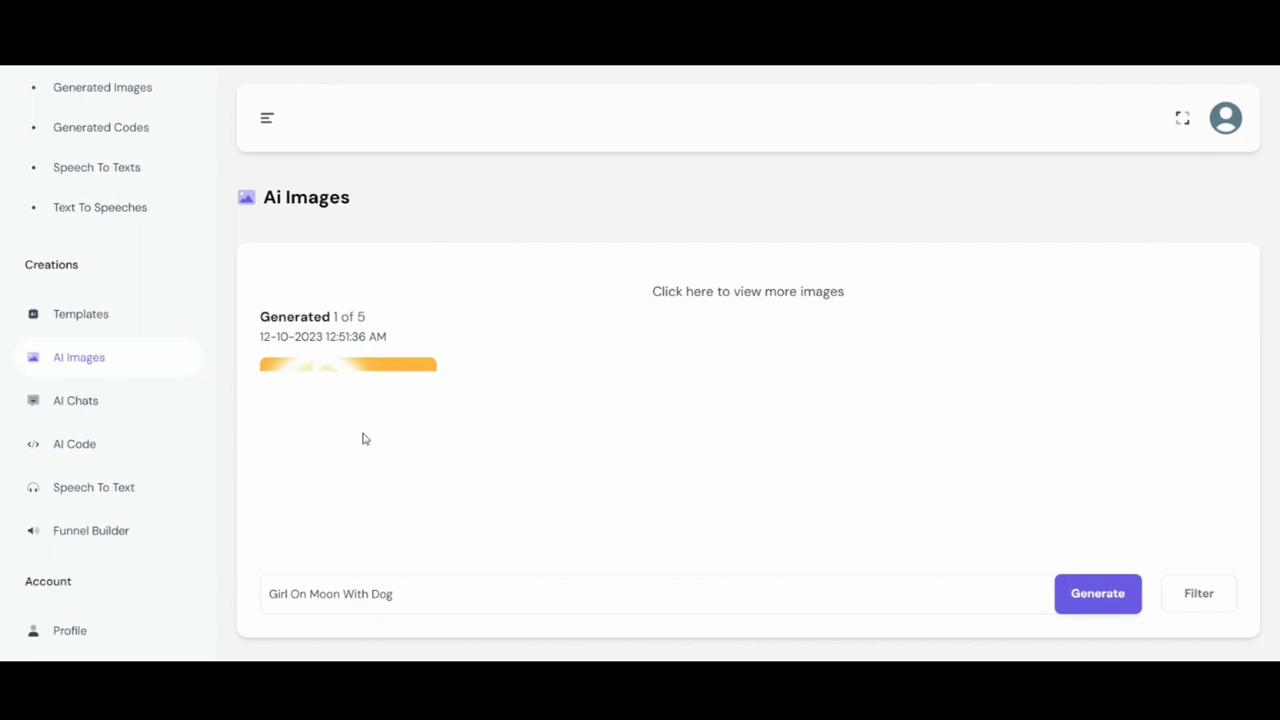 Generated Images
Generated Codes
Speech To Texts
Text To Speeches
Creations
Templates
AI Images
AI Chats
AI Code
Speech To Text
Funnel Builder
Account
Profile
Ai Images
Click here to view more images
Generated 1 of 5
12-10-2023 12:51:36 AM
Girl On Moon With Dog
Generate
Filter